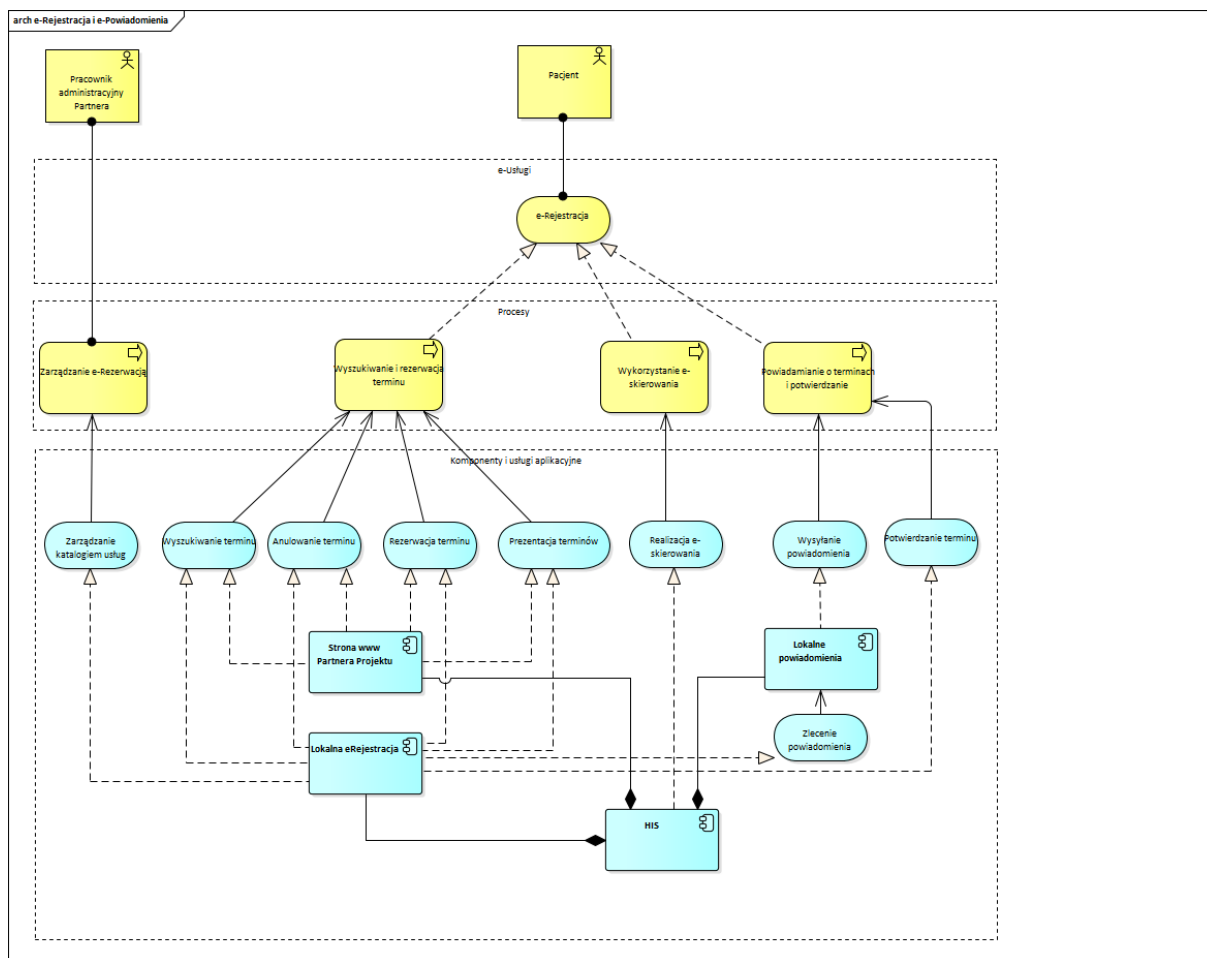 arch e-Rejestracja i e-Powiadomienia
Pracownik
administracyjny
Partnera
Pacjent
e-Usługi
e-Rejestracja
Procesy
Zarządzanie e-Rezerwacją
Wyszukiwanie i rezerwacja
terminu
Wykorzystanie e-
skierowania
Powiadamianie o terminach
i potwierdzanie
Komponenty i usługi aplikacyjne
Zarządzanie
katalogiem usług
Wyszukiwanie terminu
Anulowanie terminu
Rezerwacja terminu
Prezentacja terminów
Realizacja e-
skierowania
Wysyłanie
powiadomienia
Potwierdzanie terminu
Strona www
Partnera Projektu
Lokalne
powiadomienia
Lokalna eRejestracja
Zlecenie
powiadomienia
HIS